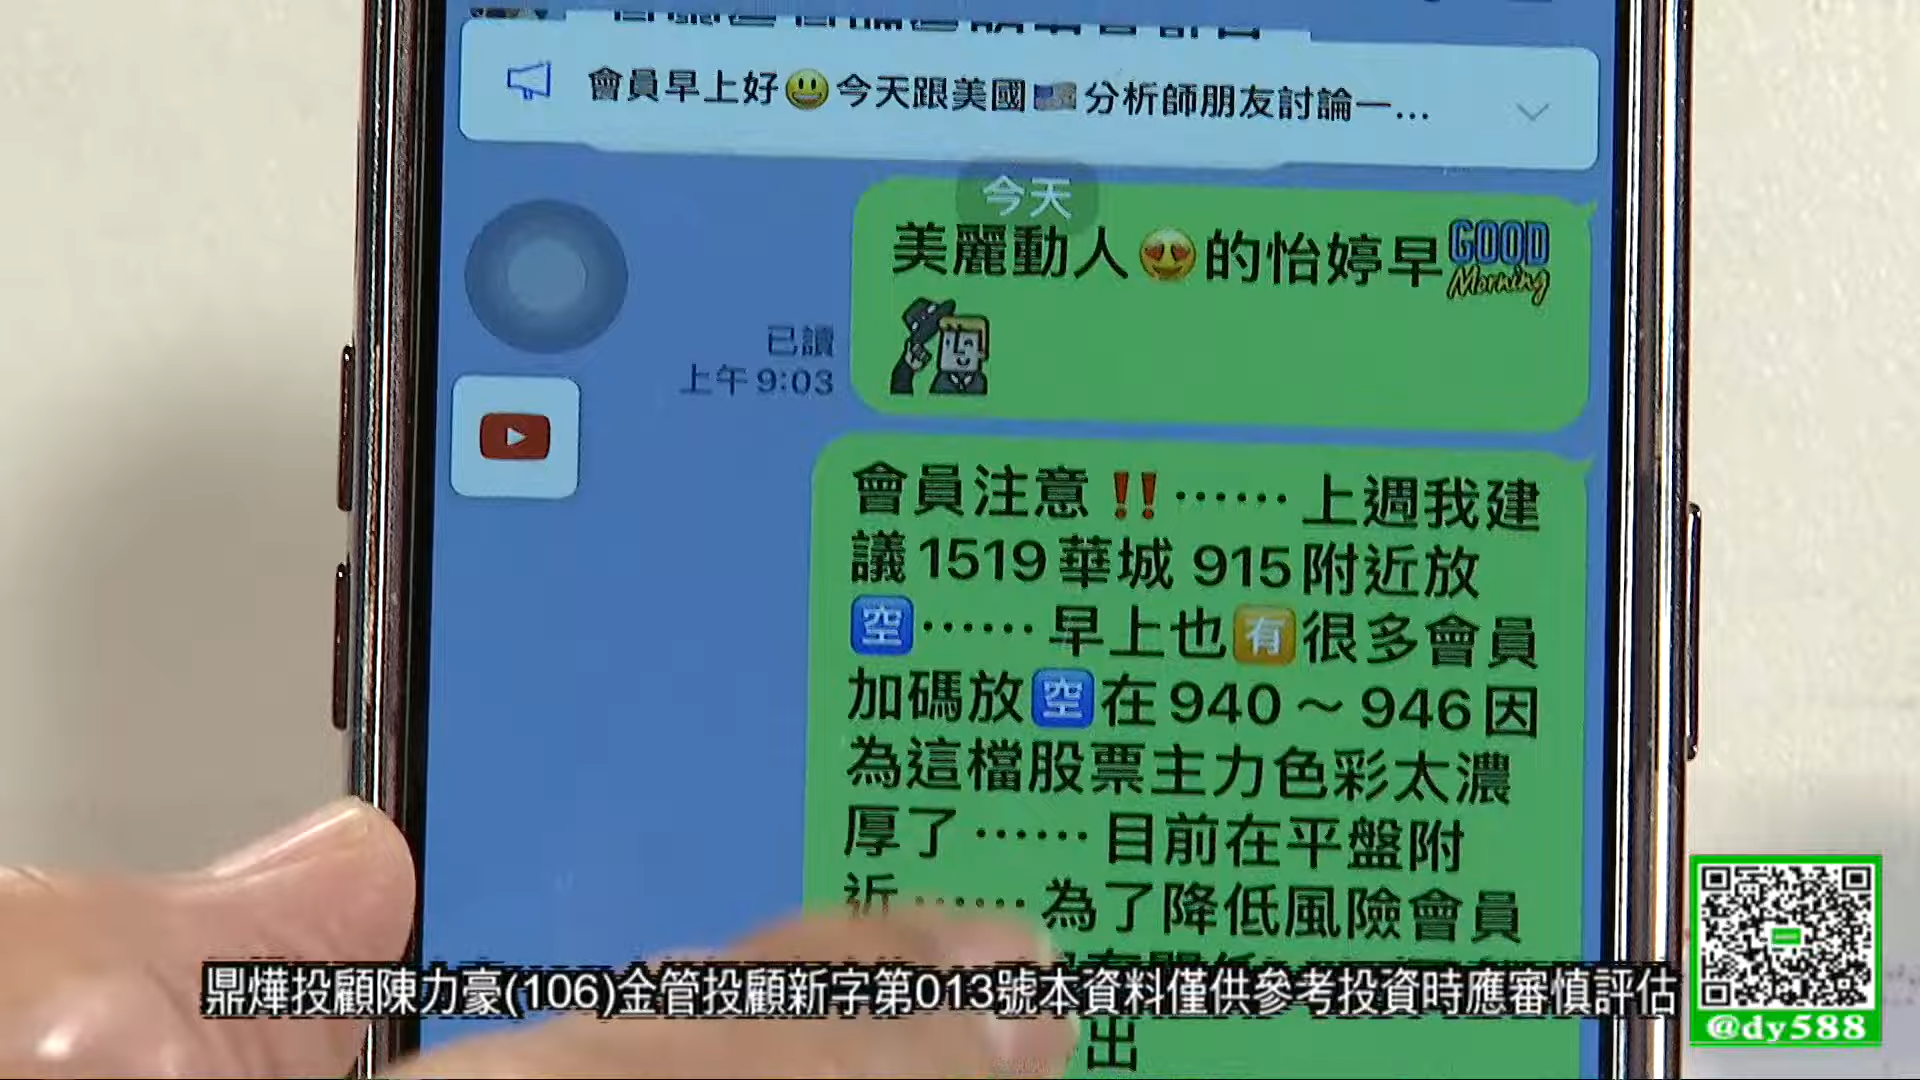 會員早上好😃今天跟美國🇺🇸分析師朋友討論一...
今天
美麗動人😍的怡婷早GOOD Morning
已讀
上午9:03
會員注意‼️⋯⋯上週我建
議1519華城 915附近放
🈳⋯⋯早上也🈶很多會員
加碼放🈳在940～946因
為這檔股票主力色彩太濃
厚了⋯⋯目前在平盤附
近⋯⋯為了降低風險會員
出
鼎燁投顧陳力豪(106)金管投顧新字第013號本資料僅供參考投資時應審慎評估
@dy588